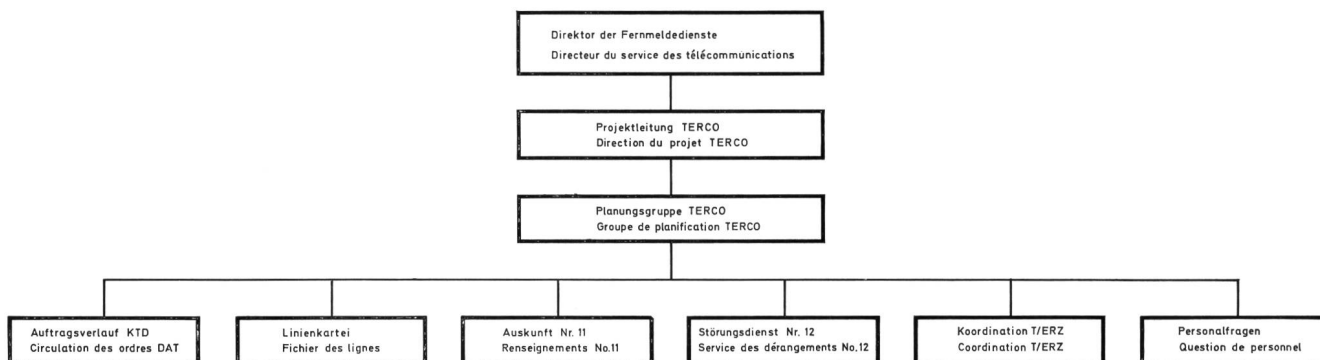 Direktor der Fernmeldedienste
Directeur du service des télécommunications
Projektleitung TERCO
Direction du projet TERCO
Planungsgruppe TERCO
Groupe de planification TERCO
Auftragsverlauf KTD
Circulation des ordres DAT
Linienkartei
Fichier des lignes
Auskunft Nr. 11
Renseignements No.11
Störungsdienst Nr. 12
Service des dérangements No.12
Koordination T/ERZ
Coordination T/ERZ
Personalfragen
Question de personnel